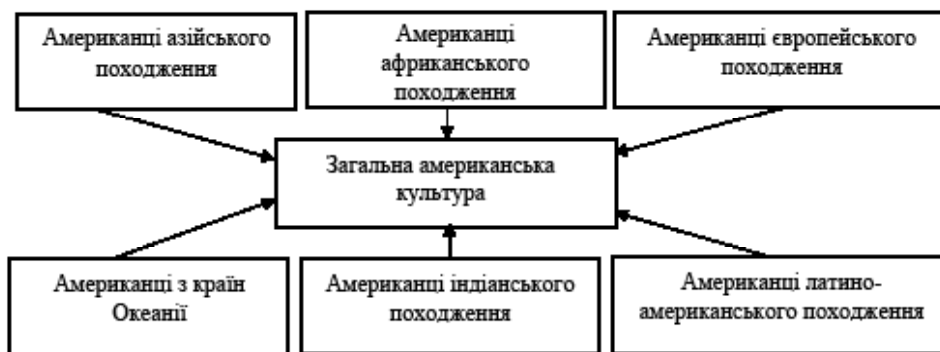 Американці азійського
походження
Американці
африканського
походження
Американці європейського
походження
Загальна американська
культура
Американці з країн
Океанії
Американці індіанського
походження
Американці латино-
американського походження